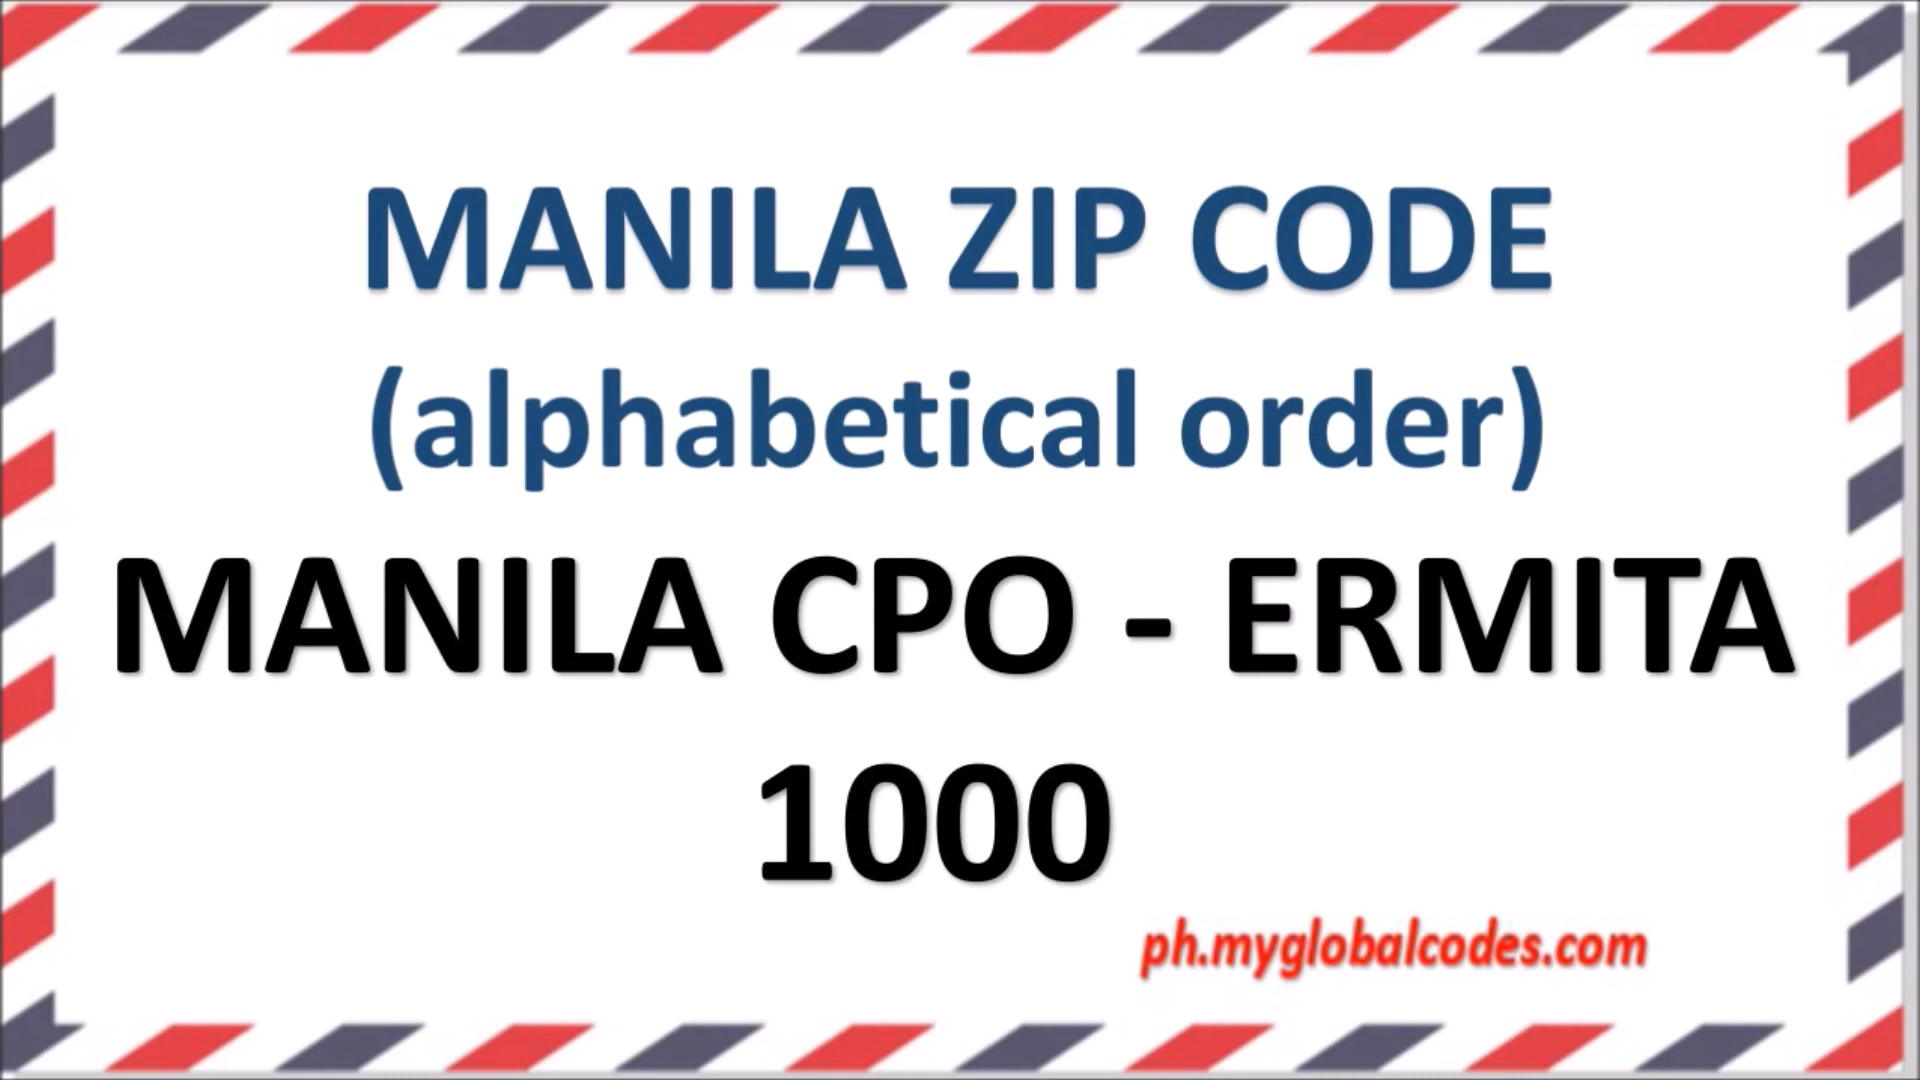 MANILA ZIP CODE
(alphabetical order)
MANILA CPO - ERMITA
1000
ph.myglobalcodes.com